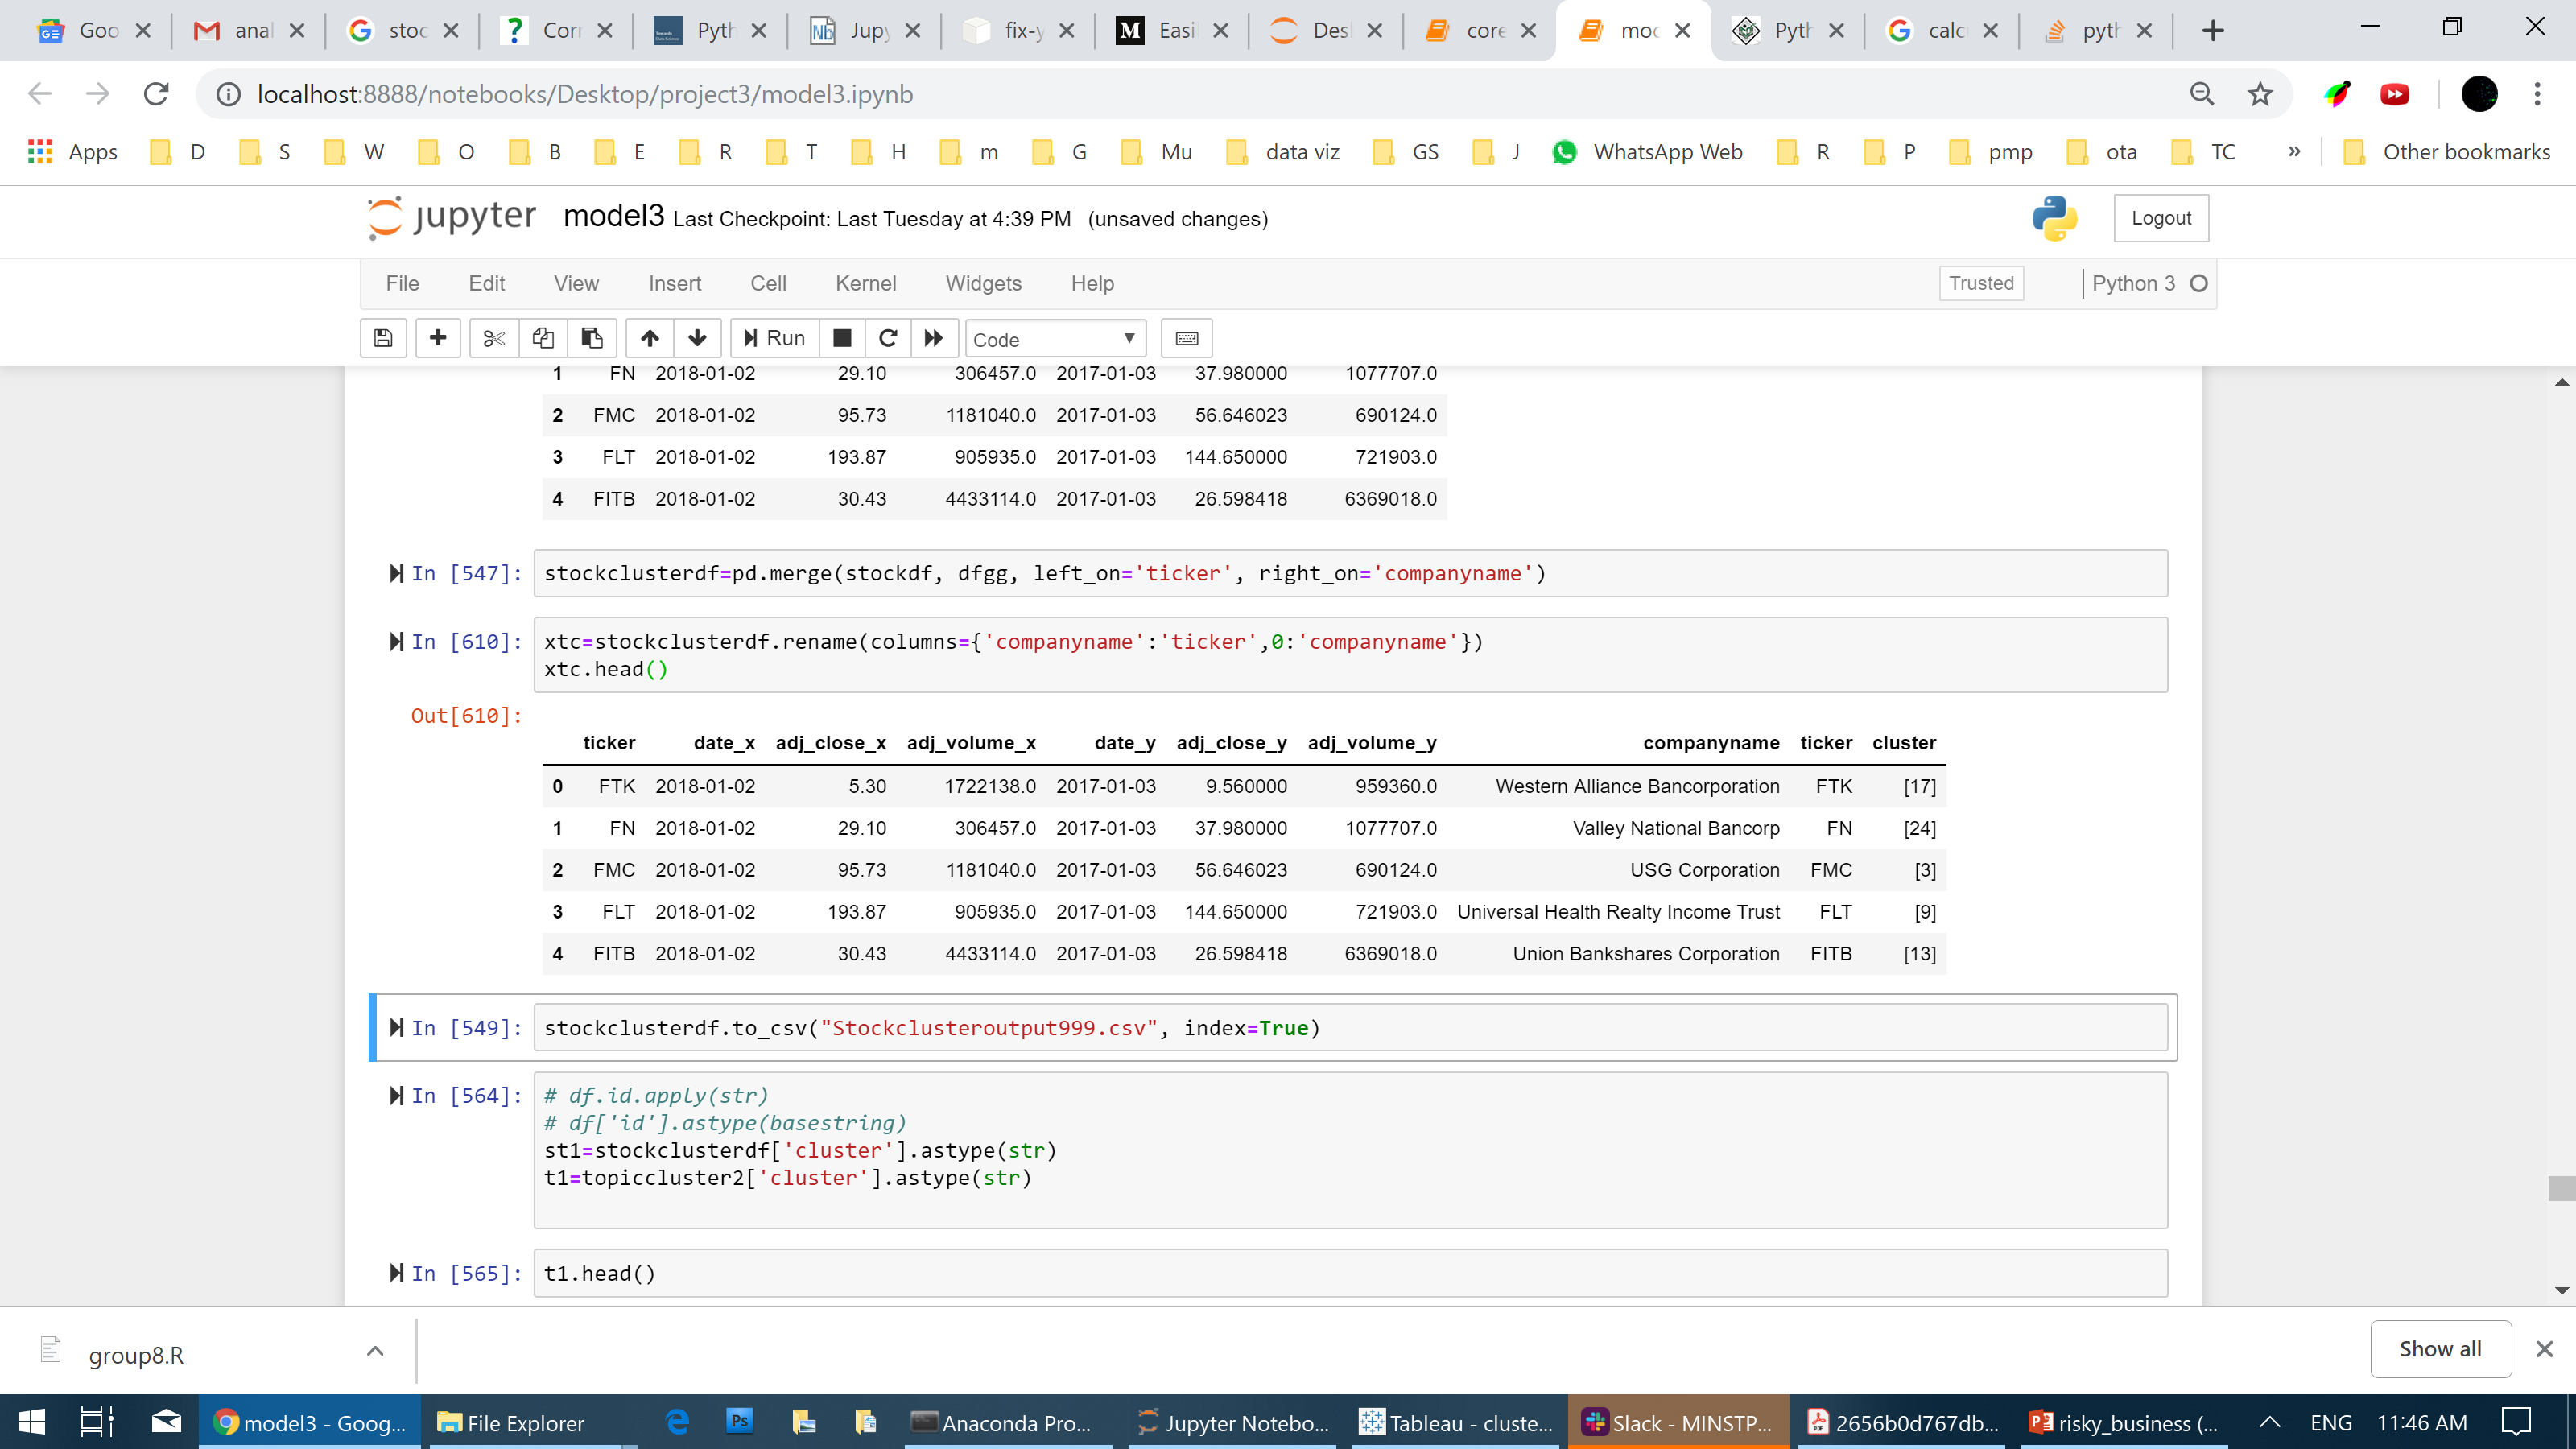 Goo anal stoc Corr Pyth Jupy fix-y Easi Desl core moc Pyth calc pyth
localhost:8888/notebooks/Desktop/project3/model3.ipynb
Apps D S W O B E R T H m G Mu data viz GS J WhatsApp Web R P pmp ota TC » Other bookmarks
jupyter model3 Last Checkpoint: Last Tuesday at 4:39 PM (unsaved changes) Logout
File Edit View Insert Cell Kernel Widgets Help Trusted Python 3
Run Code
1 FN 2018-01-02 29.10 306457.0 2017-01-03 37.980000 1077707.0
2 FMC 2018-01-02 95.73 1181040.0 2017-01-03 56.646023 690124.0
3 FLT 2018-01-02 193.87 905935.0 2017-01-03 144.650000 721903.0
4 FITB 2018-01-02 30.43 4433114.0 2017-01-03 26.598418 6369018.0
In [547]: stockclusterdf=pd.merge(stockdf, dfgg, left_on='ticker', right_on='companyname')
In [610]: xtc=stockclusterdf.rename(columns={'companyname':'ticker',0:'companyname'})
xtc.head()
Out[610]:
ticker date_x adj_close_x adj_volume_x date_y adj_close_y adj_volume_y companyname ticker cluster
0 FTK 2018-01-02 5.30 1722138.0 2017-01-03 9.560000 959360.0 Western Alliance Bancorporation FTK [17]
1 FN 2018-01-02 29.10 306457.0 2017-01-03 37.980000 1077707.0 Valley National Bancorp FN [24]
2 FMC 2018-01-02 95.73 1181040.0 2017-01-03 56.646023 690124.0 USG Corporation FMC [3]
3 FLT 2018-01-02 193.87 905935.0 2017-01-03 144.650000 721903.0 Universal Health Realty Income Trust FLT [9]
4 FITB 2018-01-02 30.43 4433114.0 2017-01-03 26.598418 6369018.0 Union Bankshares Corporation FITB [13]
In [549]: stockclusterdf.to_csv("Stockclusteroutput999.csv", index=True)
In [564]: # df.id.apply(str)
# df['id'].astype(basestring)
st1=stockclusterdf['cluster'].astype(str)
t1=topiccluster2['cluster'].astype(str)
In [565]: t1.head()
group8.R Show all
model3 - Goog... File Explorer Ps Anaconda Pro... Jupyter Notebo... Tableau - cluste... Slack - MINSTP... 2656b0d767db... risky_business (... ENG 11:46 AM